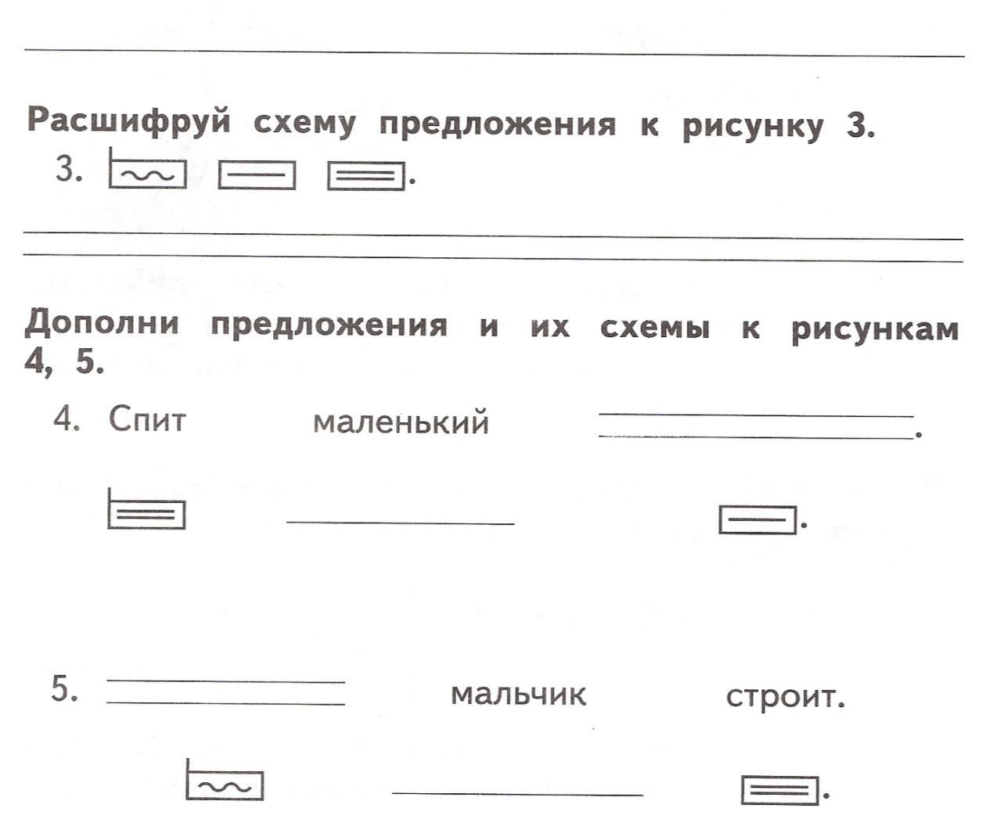 Расшифруй схему предложения к рисунку 3.
3. .
Дополни предложения и их схемы к рисункам
4, 5.
4. Спит маленький .
.
5. мальчик строит.
.